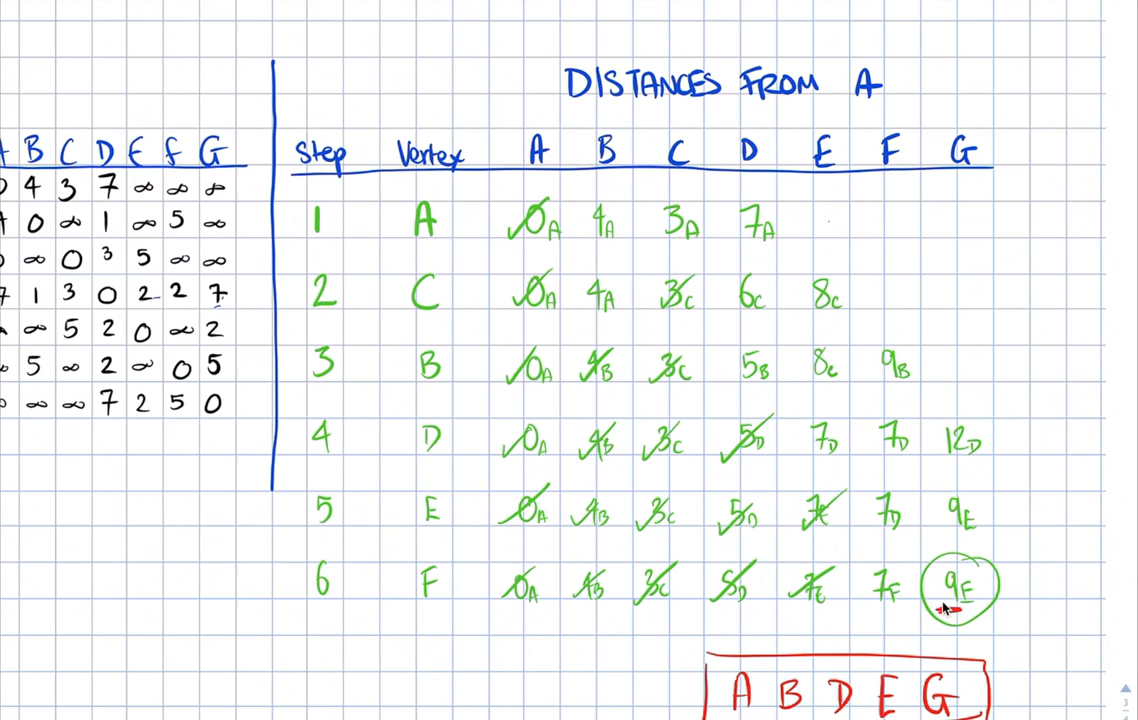 DISTANCES FROM A
B C D E F G
4 3 7 ∞ ∞ ∞
0 ∞ 1 ∞ 5 ∞
∞ 0 3 5 ∞ ∞
7 1 3 0 2 2 7
∞ 5 2 0 ∞ 2
5 ∞ 2 ∞ 0 5
∞ ∞ 7 2 5 0
Step Vertex A B C D E F G
1 A 0A 4A 3A 7A
2 C 0A 4A 3C 6C 8C
3 B 0A 4B 3C 5B 8C 9B
4 D 0A 4B 3C 5D 7D 7D 12D
5 E 0A 4B 3C 5D 7E 7D 9E
6 F 0A 4B 3C 5D 7E 7F 9E
A B D E G
3